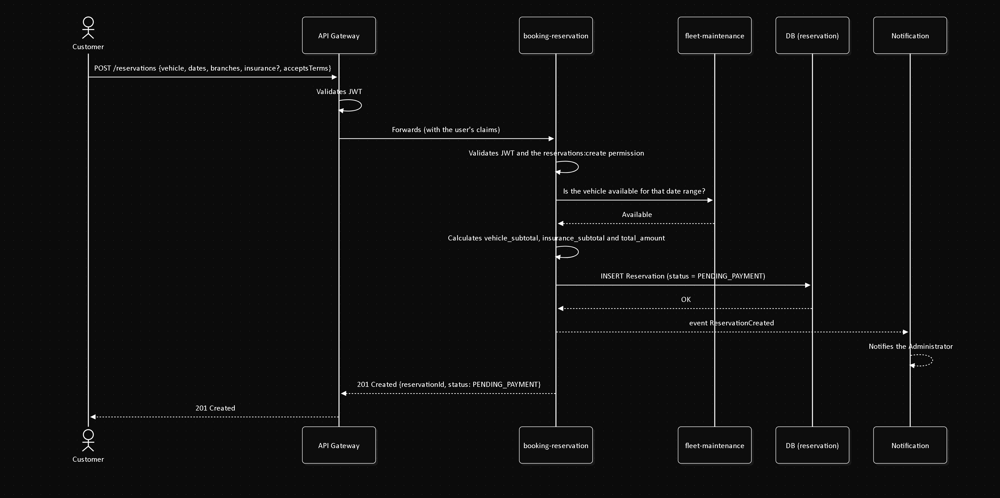 Customer
API Gateway
booking-reservation
fleet-maintenance
DB (reservation)
Notification
POST /reservations {vehicle, dates, branches, insurance?, acceptsTerms}
Validates JWT
Forwards (with the user's claims)
Validates JWT and the reservations:create permission
Is the vehicle available for that date range?
Available
Calculates vehicle_subtotal, insurance_subtotal and total_amount
INSERT Reservation (status = PENDING_PAYMENT)
OK
event ReservationCreated
Notifies the Administrator
201 Created {reservationId, status: PENDING_PAYMENT}
201 Created
Customer
API Gateway
booking-reservation
fleet-maintenance
DB (reservation)
Notification